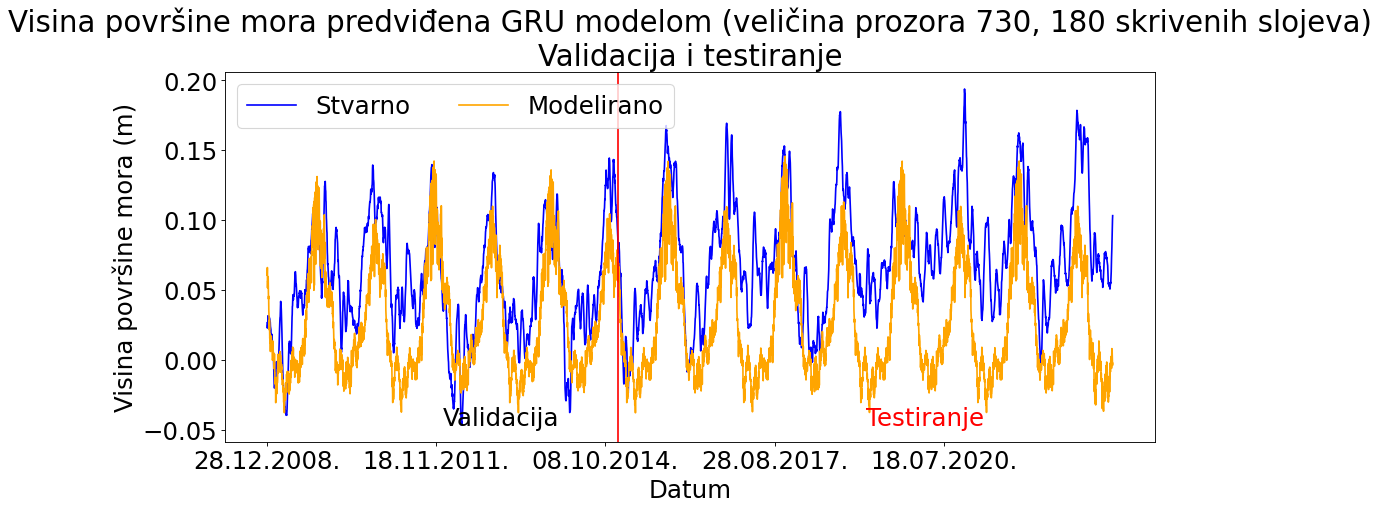 Visina površine mora predviđena GRU modelom (veličina prozora 730, 180 skrivenih slojeva)
Validacija i testiranje
Stvarno
Modelirano
Visina površine mora (m)
0.20
0.15
0.10
0.05
0.00
−0.05
Validacija
Testiranje
28.12.2008.
18.11.2011.
08.10.2014.
28.08.2017.
18.07.2020.
Datum